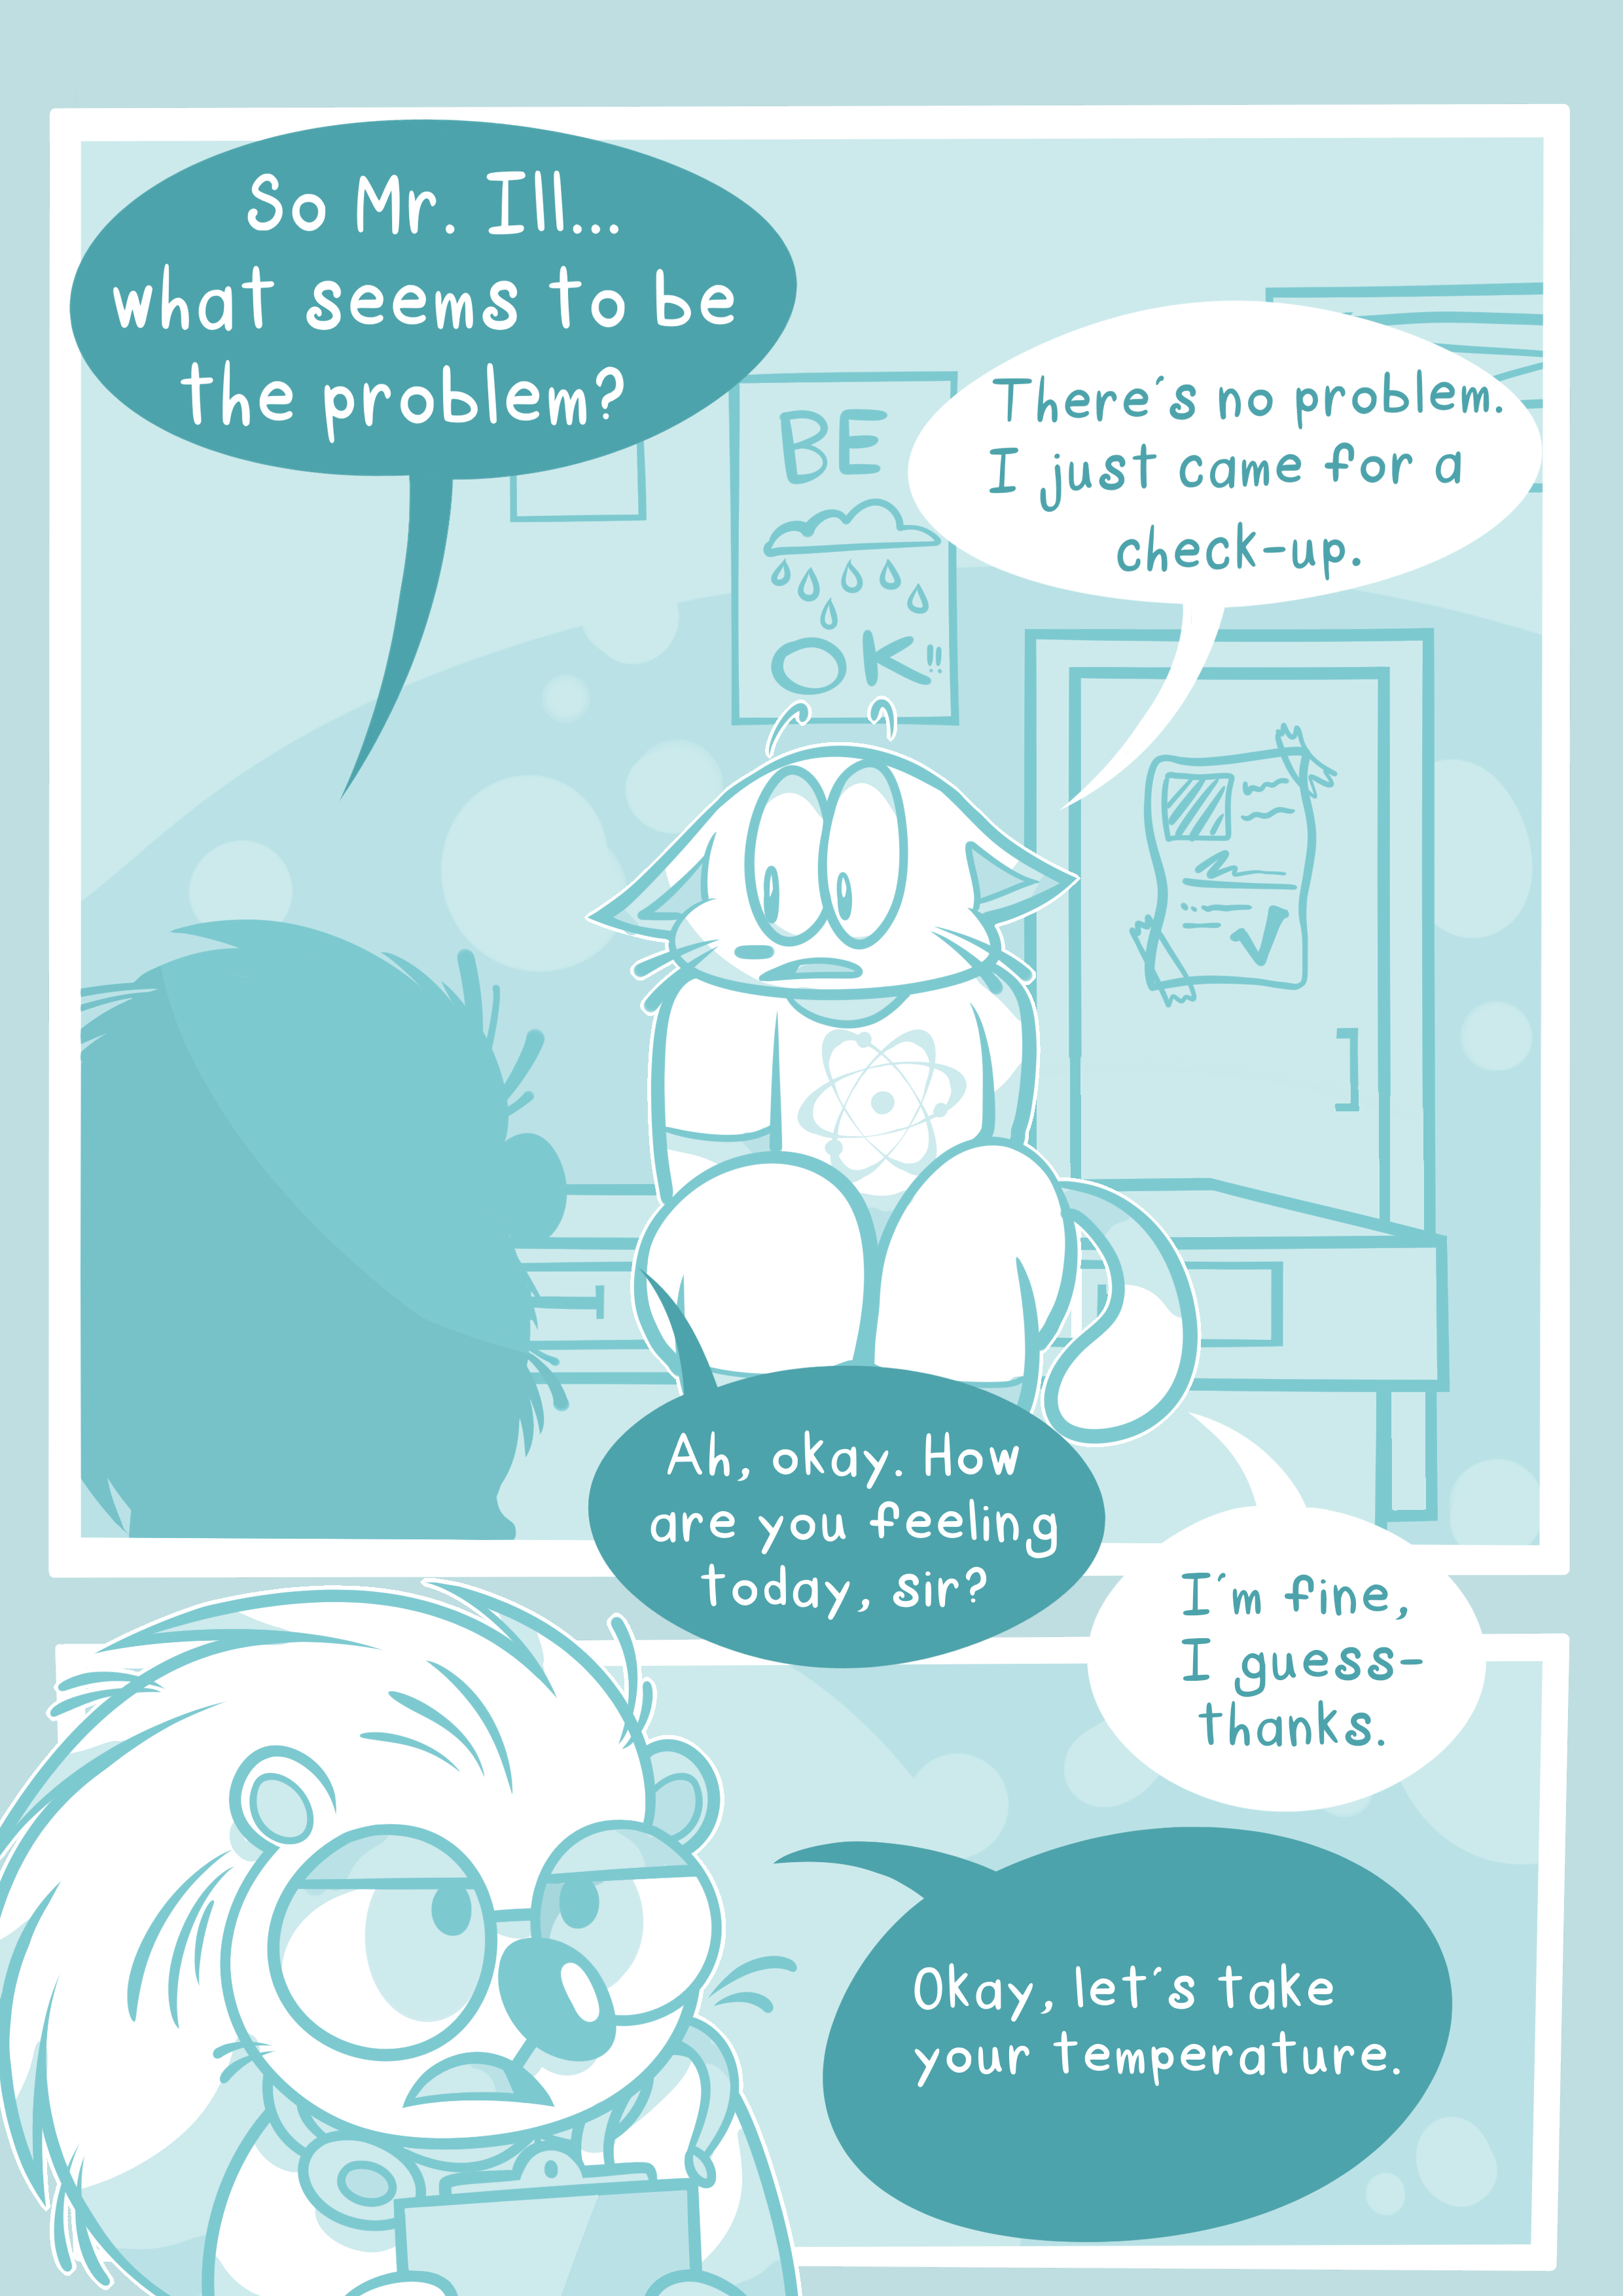 So Mr. Ill...
what seems to be
the problem?
There's no problem.
I just came for a
check-up.
BE
OK!!
Ah, okay. How
are you feeling
today, sir?
I'm fine,
I guess-
thanks.
Okay, let's take
your temperature.